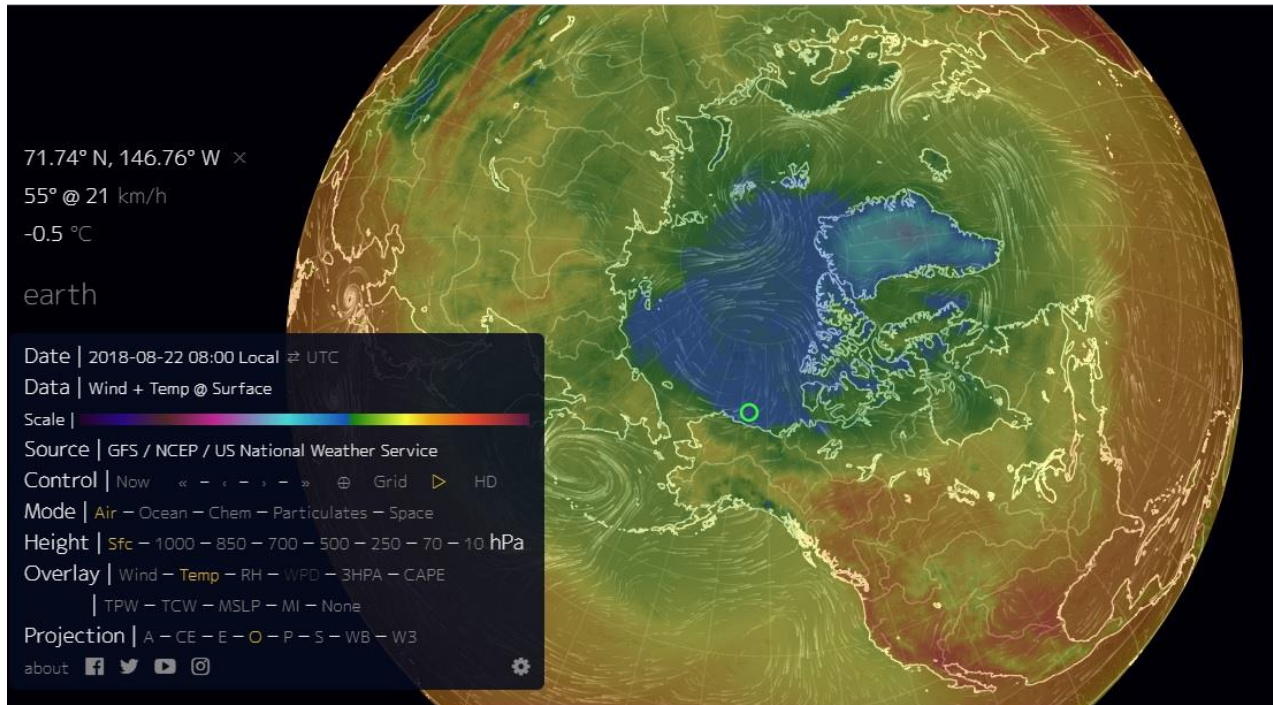 71.74° N, 146.76° W ×
55° @ 21 km/h
-0.5 °C
earth
Date | 2018-08-22 08:00 Local ⇄ UTC
Data | Wind + Temp @ Surface
Scale |
Source | GFS / NCEP / US National Weather Service
Control | Now « – ‹ – › – » ⊕ Grid ▷ HD
Mode | Air – Ocean – Chem – Particulates – Space
Height | Sfc – 1000 – 850 – 700 – 500 – 250 – 70 – 10 hPa
Overlay | Wind – Temp – RH – WPD – 3HPA – CAPE
| TPW – TCW – MSLP – MI – None
Projection | A – CE – E – O – P – S – WB – W3
about